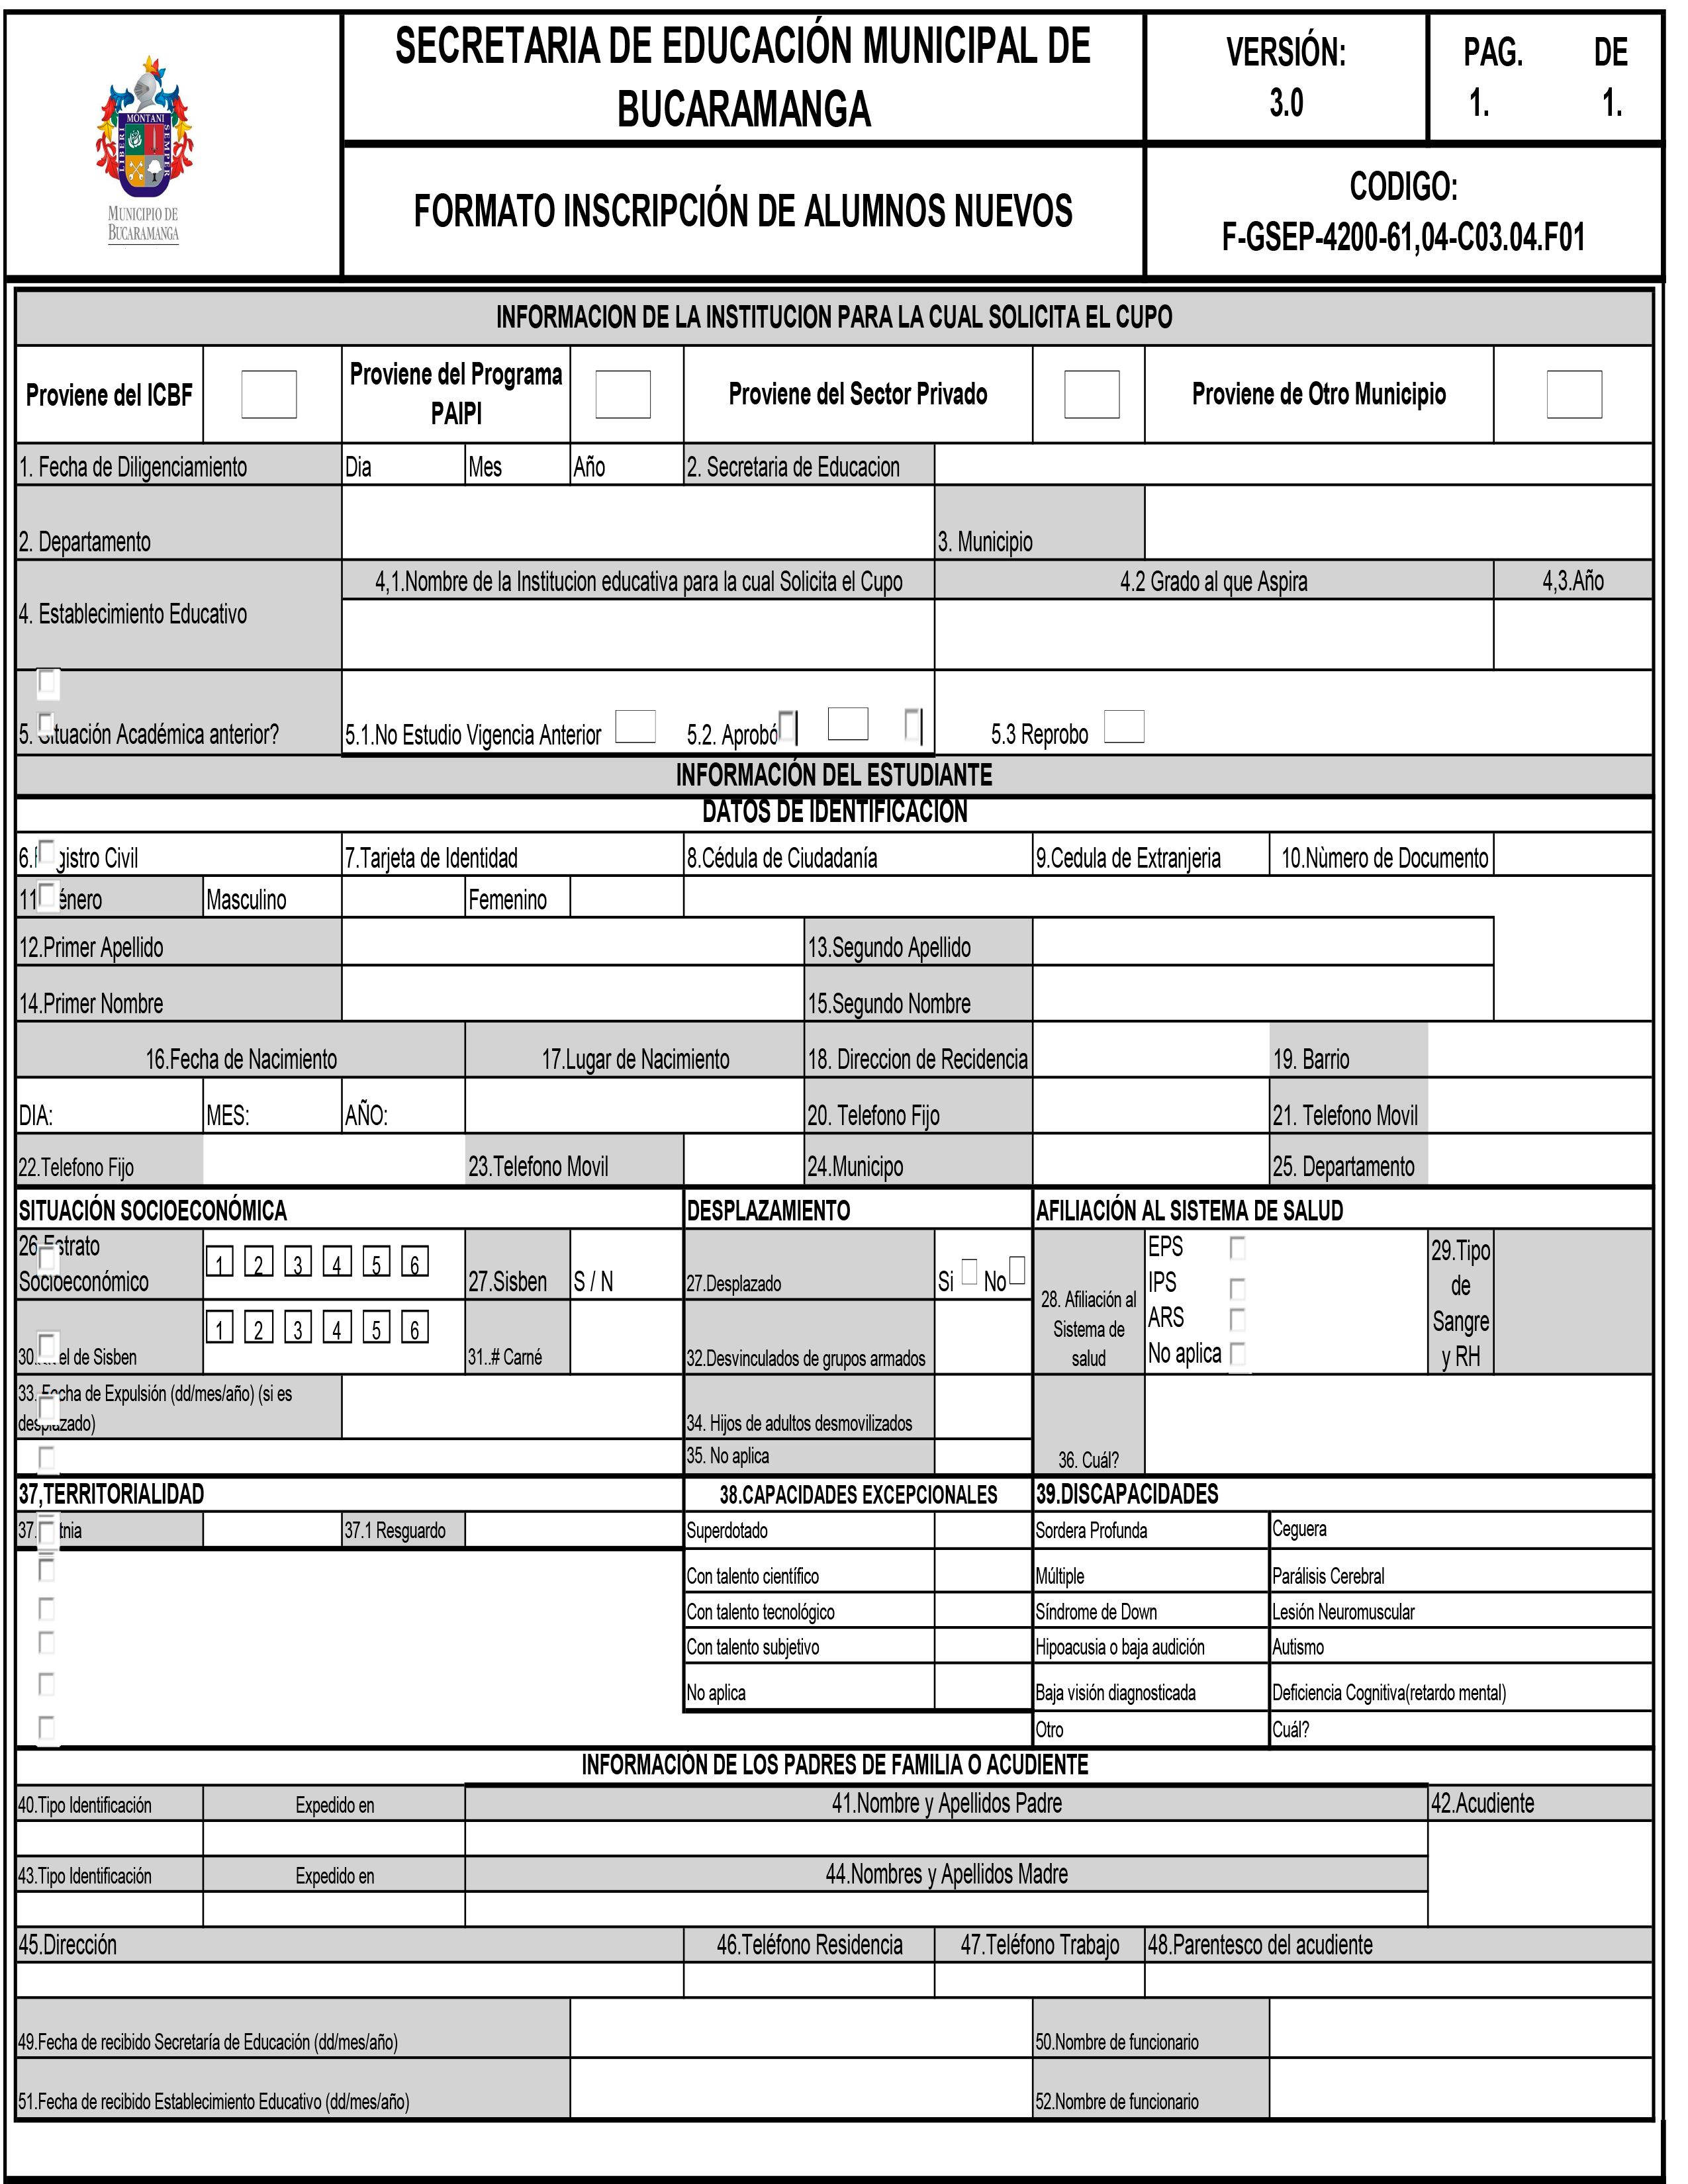 SECRETARIA DE EDUCACIÓN MUNICIPAL DE
BUCARAMANGA
VERSIÓN:
3.0
PAG. DE
1. 1.
LIBERI MONTANI SEMPER
MUNICIPIO DE
BUCARAMANGA
FORMATO INSCRIPCIÓN DE ALUMNOS NUEVOS
CODIGO:
F-GSEP-4200-61,04-C03.04.F01
INFORMACION DE LA INSTITUCION PARA LA CUAL SOLICITA EL CUPO
Proviene del ICBF
Proviene del Programa
PAIPI
Proviene del Sector Privado
Proviene de Otro Municipio
1. Fecha de Diligenciamiento Dia Mes Año 2. Secretaria de Educacion
2. Departamento 3. Municipio
4. Establecimiento Educativo
4,1.Nombre de la Institucion educativa para la cual Solicita el Cupo 4.2 Grado al que Aspira 4,3.Año
5. Situación Académica anterior? 5.1.No Estudio Vigencia Anterior 5.2. Aprobó 5.3 Reprobo
INFORMACIÓN DEL ESTUDIANTE
DATOS DE IDENTIFICACION
6.Registro Civil 7.Tarjeta de Identidad 8.Cédula de Ciudadanía 9.Cedula de Extranjeria 10.Nùmero de Documento
11.Género Masculino Femenino
12.Primer Apellido 13.Segundo Apellido
14.Primer Nombre 15.Segundo Nombre
16.Fecha de Nacimiento 17.Lugar de Nacimiento 18. Direccion de Recidencia 19. Barrio
DIA: MES: AÑO: 20. Telefono Fijo 21. Telefono Movil
22.Telefono Fijo 23.Telefono Movil 24.Municipo 25. Departamento
SITUACIÓN SOCIOECONÓMICA DESPLAZAMIENTO AFILIACIÓN AL SISTEMA DE SALUD
26.Estrato
Socioeconómico
1 2 3 4 5 6
27.Sisben S / N
27.Desplazado Si No
28. Afiliación al
Sistema de
salud
EPS
IPS
ARS
No aplica
29.Tipo
de
Sangre
y RH
30.Nivel de Sisben
1 2 3 4 5 6
31..# Carné
32.Desvinculados de grupos armados
33. Fecha de Expulsión (dd/mes/año) (si es
desplazado)
34. Hijos de adultos desmovilizados
35. No aplica
36. Cuál?
37,TERRITORIALIDAD 38.CAPACIDADES EXCEPCIONALES 39.DISCAPACIDADES
37. Etnia 37.1 Resguardo Superdotado Sordera Profunda Ceguera
Con talento científico Múltiple Parálisis Cerebral
Con talento tecnológico Síndrome de Down Lesión Neuromuscular
Con talento subjetivo Hipoacusia o baja audición Autismo
No aplica Baja visión diagnosticada Deficiencia Cognitiva(retardo mental)
Otro Cuál?
INFORMACIÓN DE LOS PADRES DE FAMILIA O ACUDIENTE
40.Tipo Identificación Expedido en 41.Nombre y Apellidos Padre 42.Acudiente
43.Tipo Identificación Expedido en 44.Nombres y Apellidos Madre
45.Dirección 46.Teléfono Residencia 47.Teléfono Trabajo 48.Parentesco del acudiente
49.Fecha de recibido Secretaría de Educación (dd/mes/año) 50.Nombre de funcionario
51.Fecha de recibido Establecimiento Educativo (dd/mes/año) 52.Nombre de funcionario